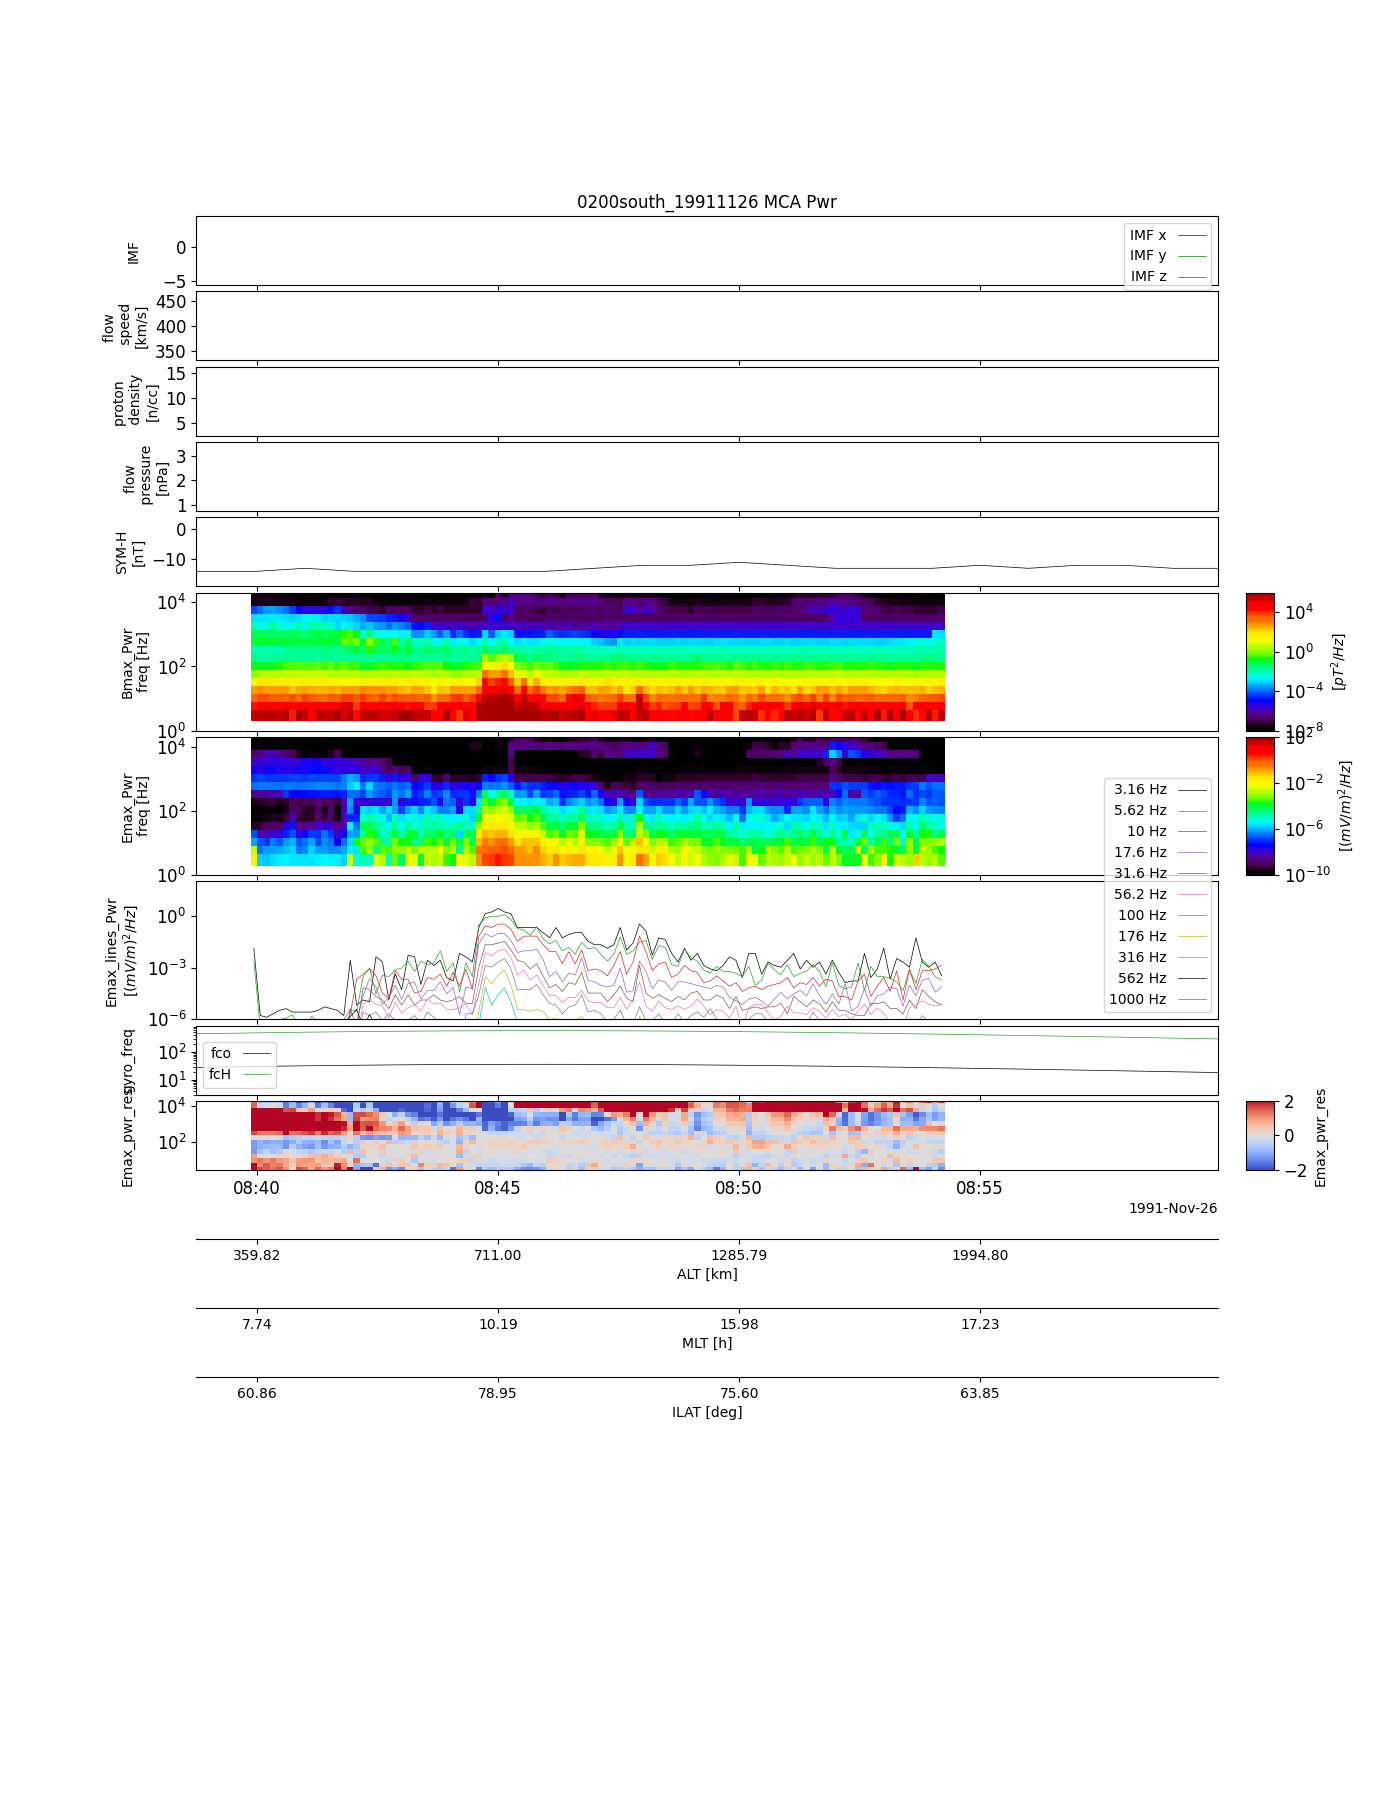 0200south_19911126 MCA Pwr
IMF
0
−5
IMF x
IMF y
IMF z
flow
speed
[km/s]
450
400
350
proton
density
[n/cc]
15
10
5
flow
pressure
[nPa]
3
2
1
SYM-H
[nT]
0
−10
Bmax_Pwr
freq [Hz]
10^4
10^2
10^0
10^4
10^0
10^−4
10^−8
[pT^2/Hz]
Emax_Pwr
freq [Hz]
10^4
10^2
10^0
10^2
10^−2
10^−6
10^−10
[(mV/m)^2/Hz]
3.16 Hz
5.62 Hz
10 Hz
17.6 Hz
31.6 Hz
56.2 Hz
100 Hz
176 Hz
316 Hz
562 Hz
1000 Hz
Emax_lines_Pwr
[(mV/m)^2/Hz]
10^0
10^−3
10^−6
gyro_freq
10^2
10^1
fco
fcH
Emax_pwr_res
10^4
10^2
2
0
−2
Emax_pwr_res
08:40 08:45 08:50 08:55
1991-Nov-26
359.82 711.00 1285.79 1994.80
ALT [km]
7.74 10.19 15.98 17.23
MLT [h]
60.86 78.95 75.60 63.85
ILAT [deg]